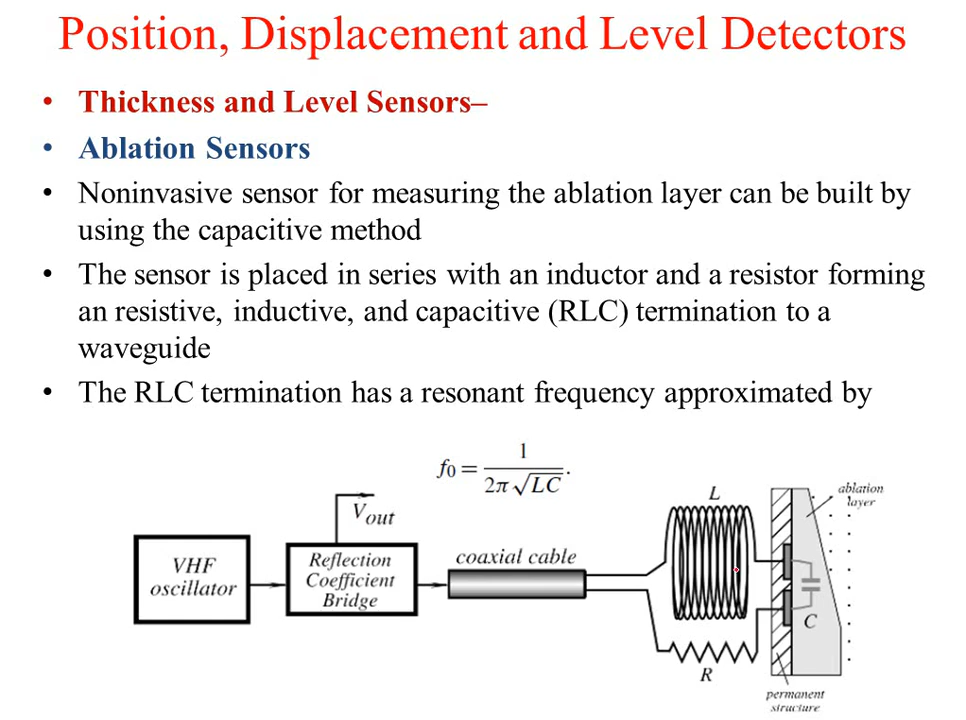 Position, Displacement and Level Detectors
• Thickness and Level Sensors–
• Ablation Sensors
• Noninvasive sensor for measuring the ablation layer can be built by
using the capacitive method
• The sensor is placed in series with an inductor and a resistor forming
an resistive, inductive, and capacitive (RLC) termination to a
waveguide
• The RLC termination has a resonant frequency approximated by
f₀ = 1 / 2π√LC.
ablation
layer
L
Vout
VHF
oscillator
Reflection
Coefficient
Bridge
coaxial cable
C
R
permanent
structure